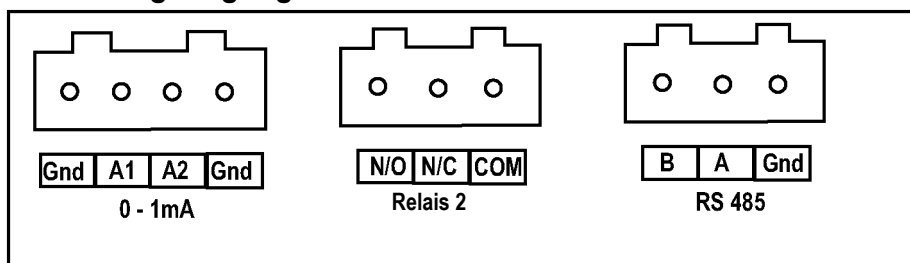 Gnd A1 A2 Gnd
0 - 1mA
N/O N/C COM
Relais 2
B A Gnd
RS 485